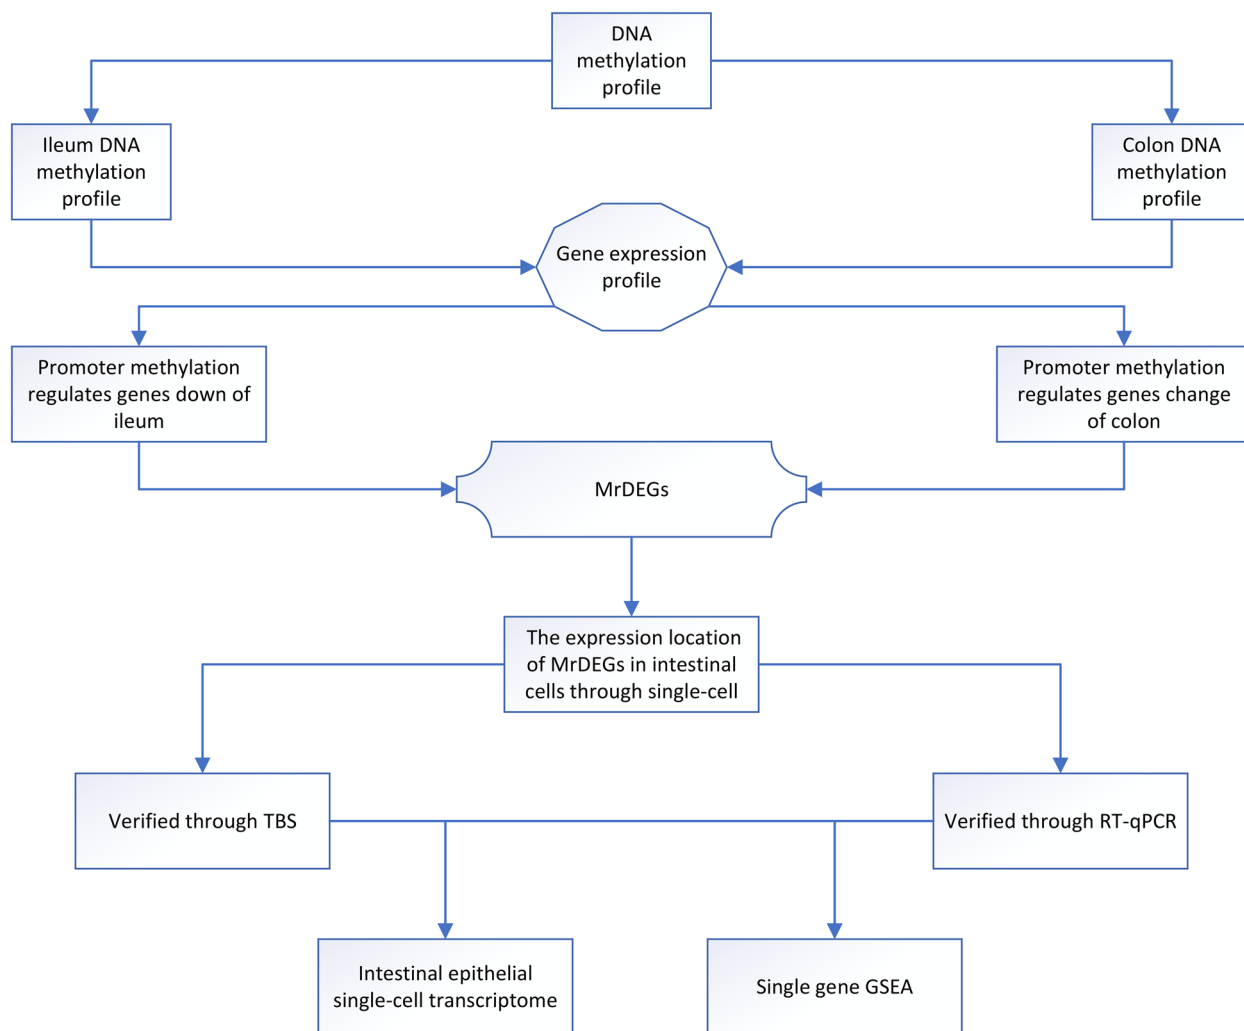 DNA
methylation
profile
Ileum DNA
methylation
profile
Colon DNA
methylation
profile
Gene expression
profile
Promoter methylation
regulates genes down of
ileum
Promoter methylation
regulates genes change
of colon
MrDEGs
The expression location
of MrDEGs in intestinal
cells through single-cell
Verified through TBS
Verified through RT-qPCR
Intestinal epithelial
single-cell transcriptome
Single gene GSEA